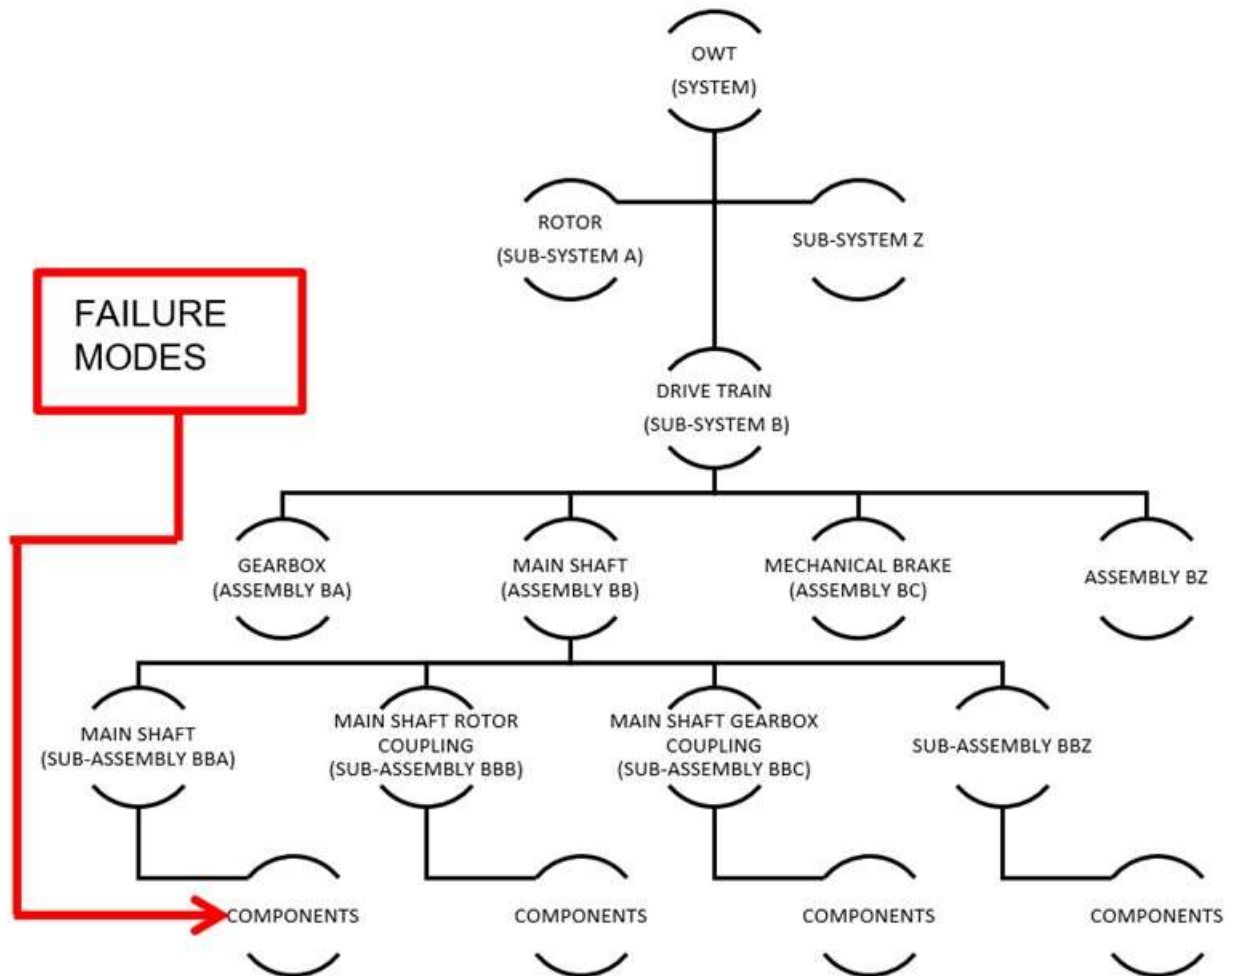 OWT
(SYSTEM)
ROTOR
(SUB-SYSTEM A)
SUB-SYSTEM Z
FAILURE
MODES
DRIVE TRAIN
(SUB-SYSTEM B)
GEARBOX
(ASSEMBLY BA)
MAIN SHAFT
(ASSEMBLY BB)
MECHANICAL BRAKE
(ASSEMBLY BC)
ASSEMBLY BZ
MAIN SHAFT
(SUB-ASSEMBLY BBA)
MAIN SHAFT ROTOR
COUPLING
(SUB-ASSEMBLY BBB)
MAIN SHAFT GEARBOX
COUPLING
(SUB-ASSEMBLY BBC)
SUB-ASSEMBLY BBZ
COMPONENTS
COMPONENTS
COMPONENTS
COMPONENTS